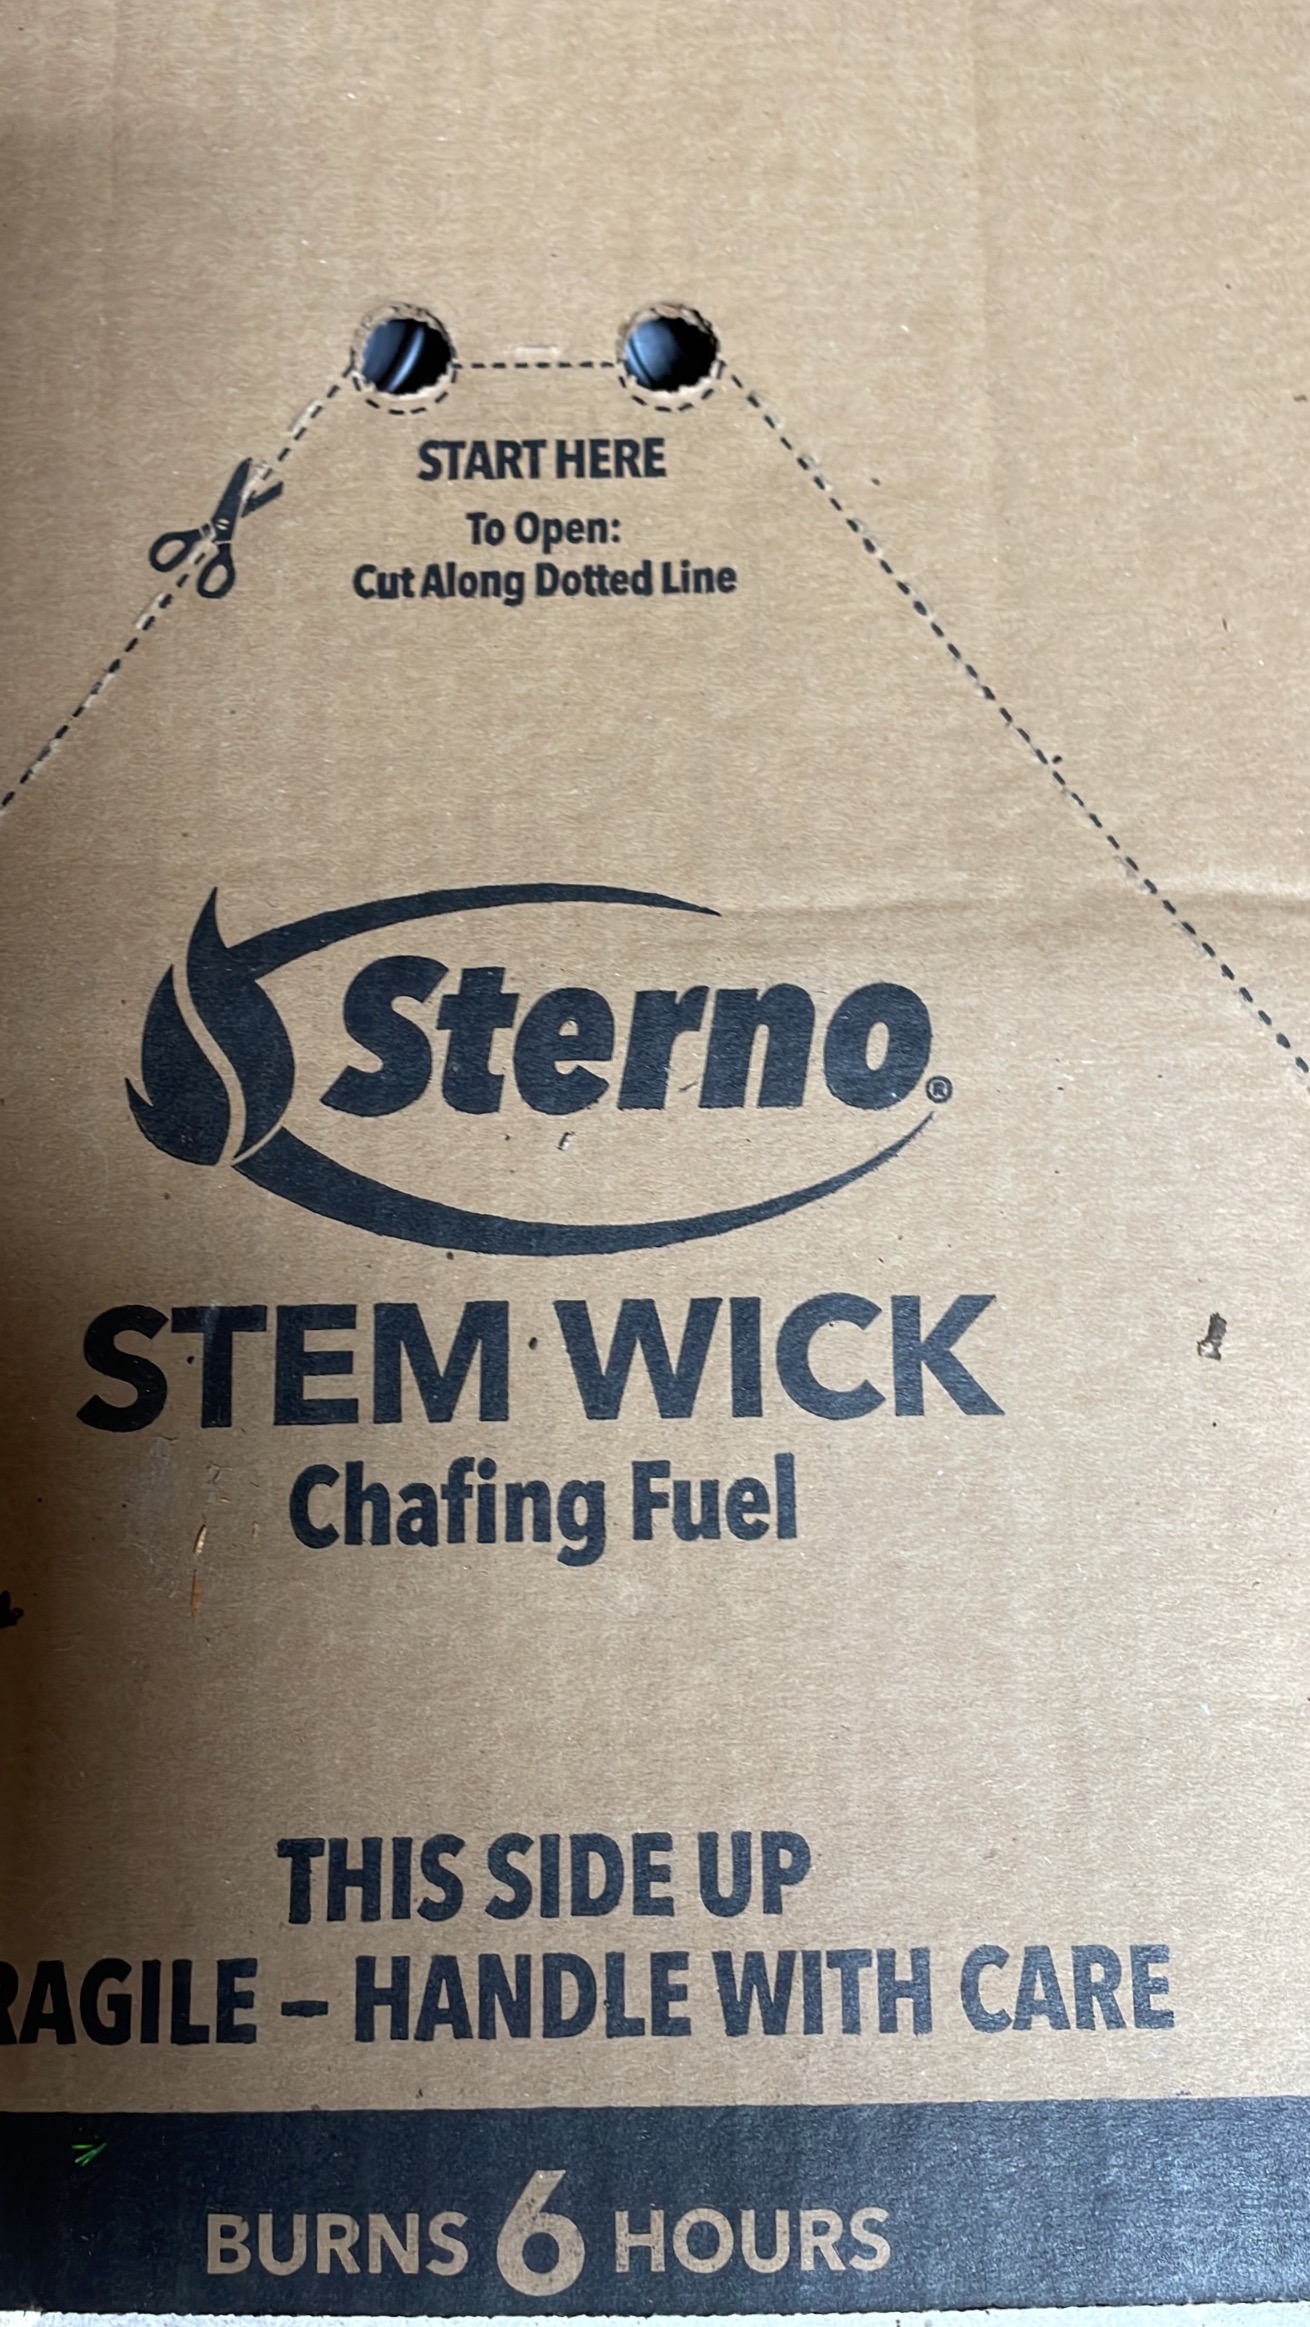 START HERE
To Open:
Cut Along Dotted Line
Sterno®
STEM WICK
Chafing Fuel
THIS SIDE UP
RAGILE – HANDLE WITH CARE
BURNS 6 HOURS